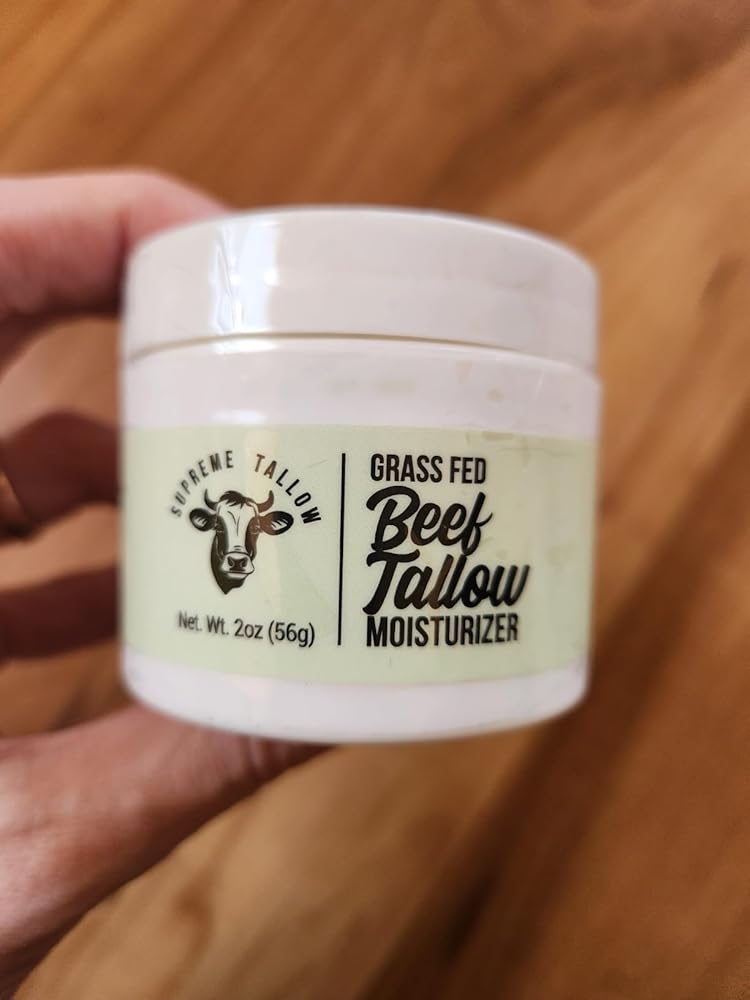 SUPREME TALLOW
Net. Wt. 2oz (56g)
GRASS FED
Beef
Tallow
MOISTURIZER